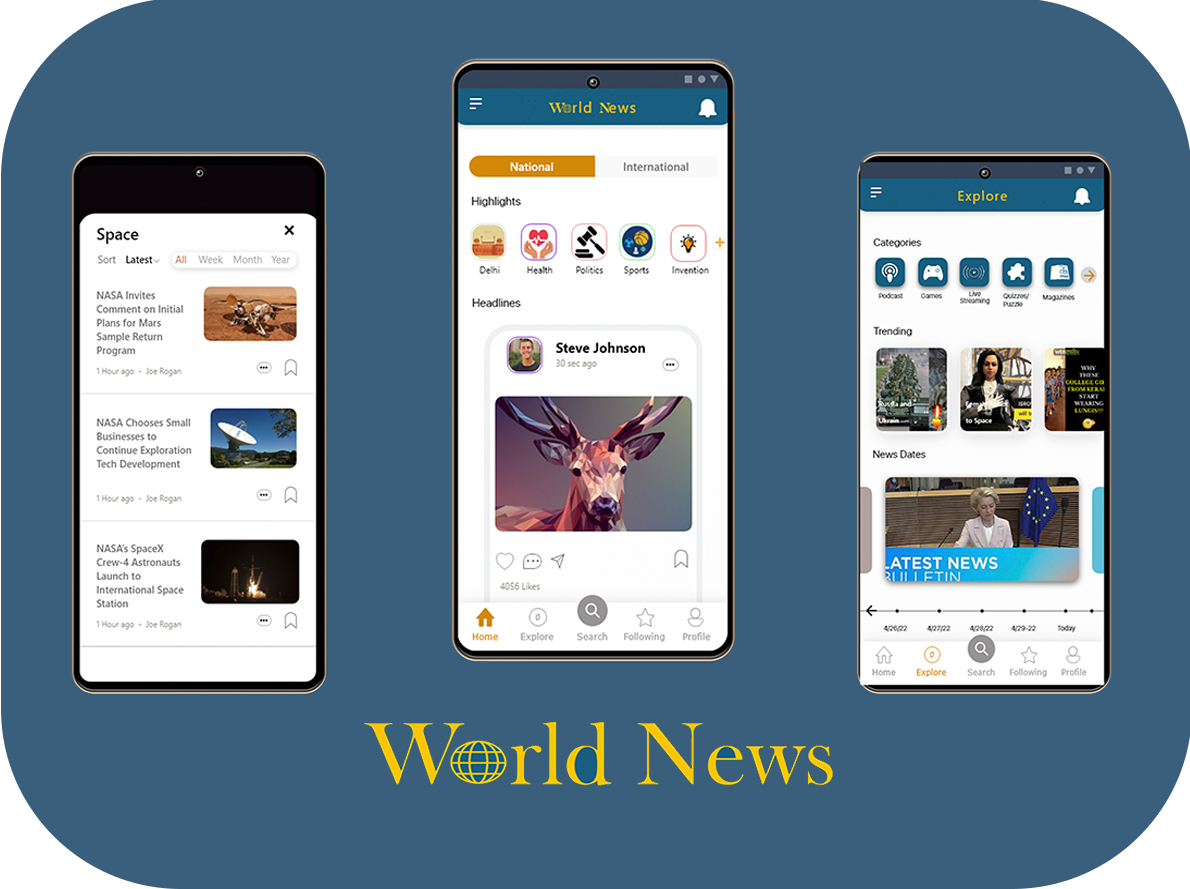 Space
Sort Latest All Week Month Year
NASA Invites
Comment on Initial
Plans for Mars
Sample Return
Program
1 Hour ago - Joe Rogan
NASA Chooses Small
Businesses to
Continue Exploration
Tech Development
1 Hour ago - Joe Rogan
NASA's SpaceX
Crew-4 Astronauts
Launch to
International Space
Station
1 Hour ago - Joe Rogan
World News
National International
Highlights
Delhi Health Politics Sports Invention
Headlines
Steve Johnson
30 sec ago
4056 Likes
Home Explore Search Following Profile
Explore
Categories
Podcast Games Live Streaming Quizzes/ Puzzle Magazines
Trending
Russia and
Ukrain
to Space
WHY
THESE
COLLEGE GI
FROM KERA
START
WEARING
LUNGIS
News Dates
LATEST NEWS
BULLETIN
4/26/22 4/27/22 4/28/22 4/29-22 Today
Home Explore Search Following Profile
World News